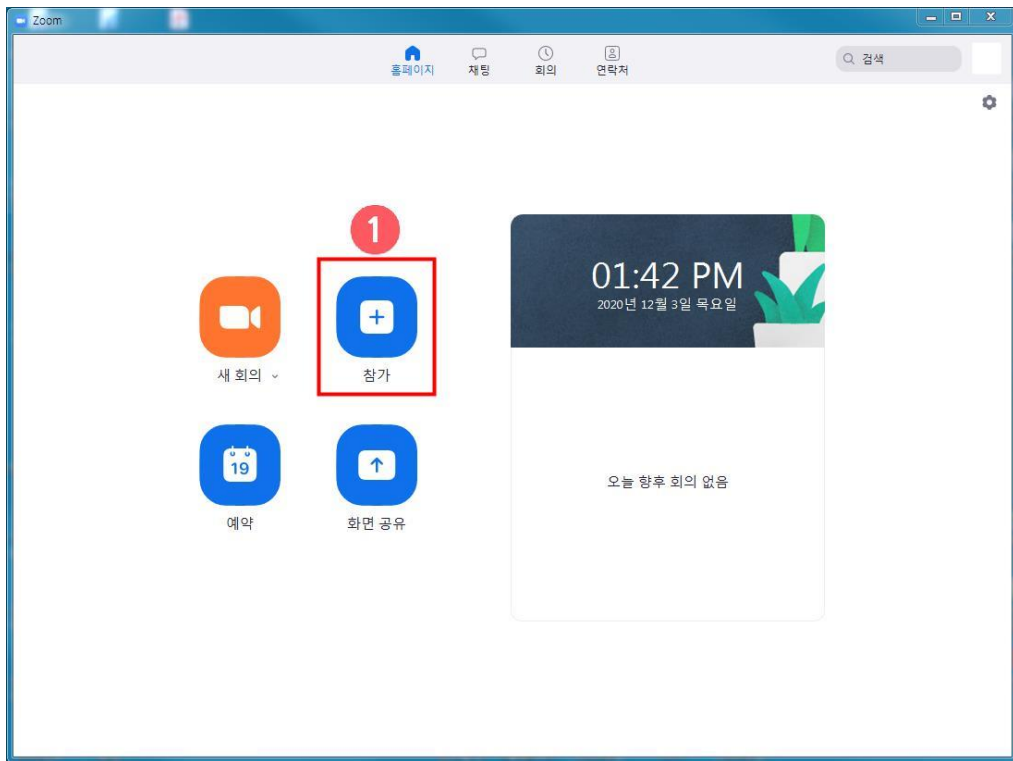 Zoom
홈페이지
채팅
회의
연락처
검색
1
새 회의
참가
01:42 PM
2020년 12월 3일 목요일
19
예약
화면 공유
오늘 향후 회의 없음